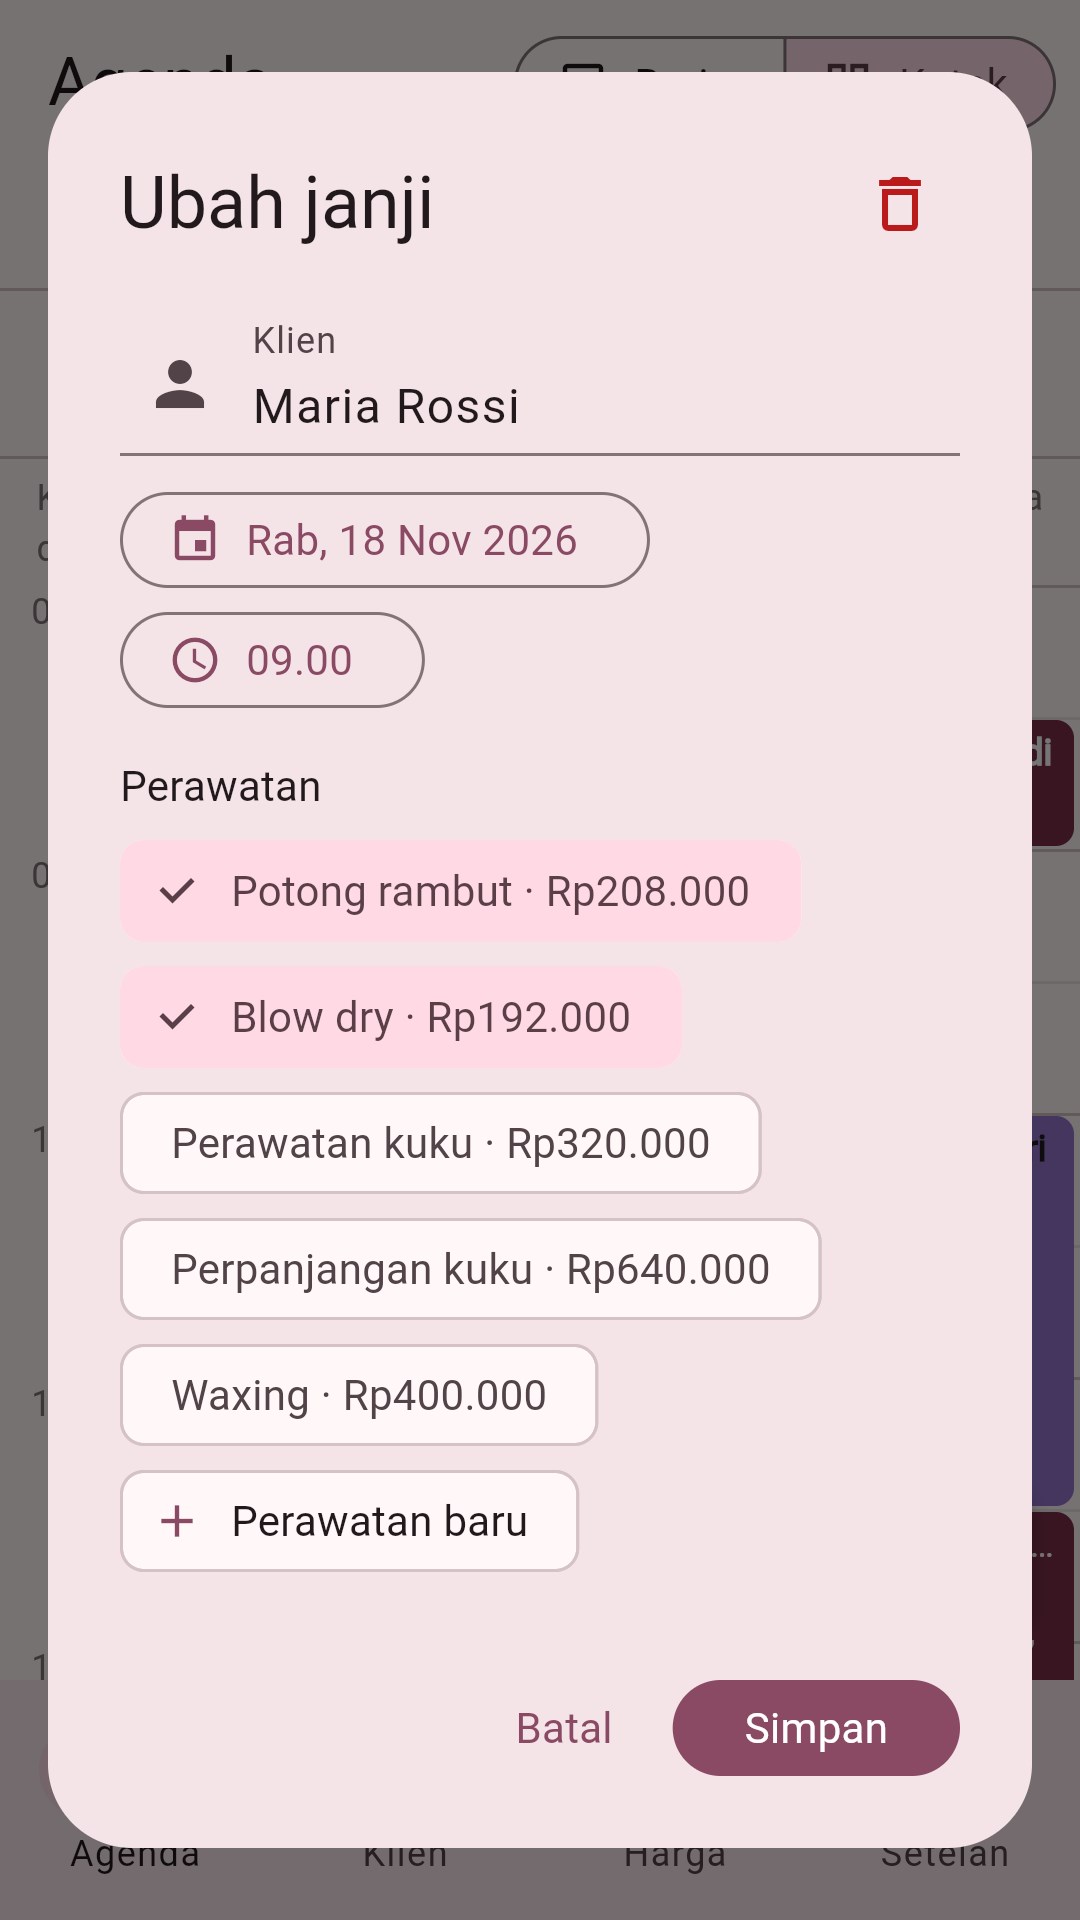 Ubah janji
Klien
Maria Rossi
Rab, 18 Nov 2026
09.00
Perawatan
Potong rambut · Rp208.000
Blow dry · Rp192.000
Perawatan kuku · Rp320.000
Perpanjangan kuku · Rp640.000
Waxing · Rp400.000
Perawatan baru
Batal
Simpan
Agenda
Klien
Harga
Setelan